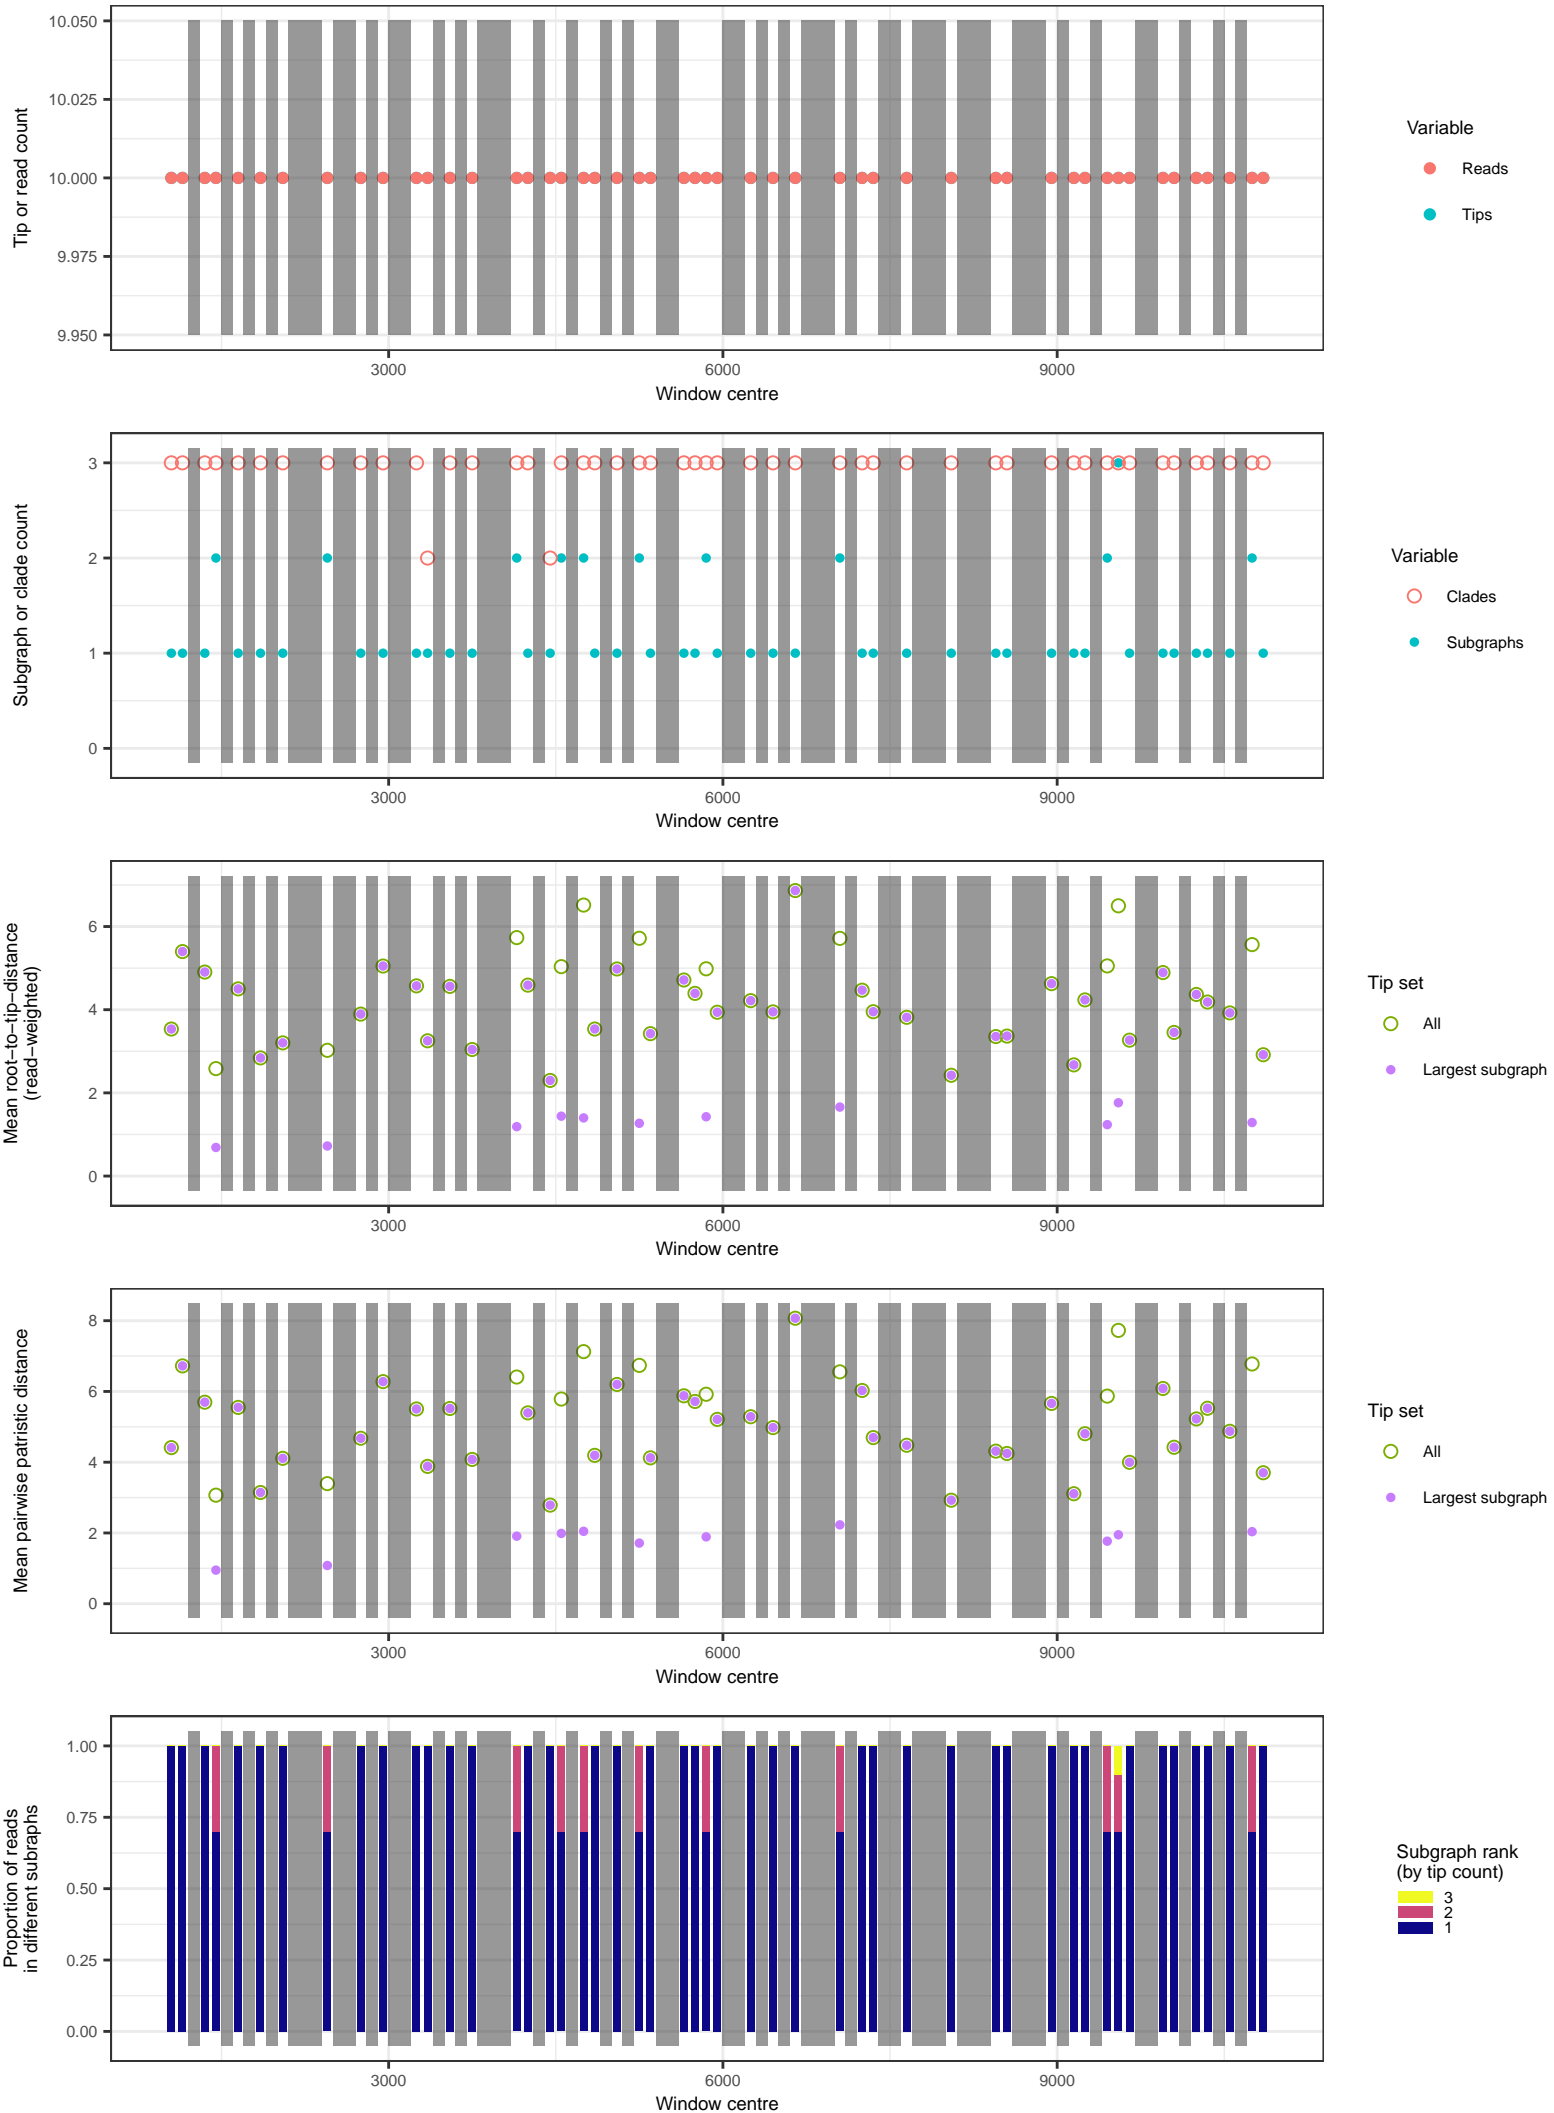 10.050
10.025
10.000
9.975
9.950
Tip or read count
3000
6000
9000
Window centre
Variable
Reads
Tips
3
2
1
0
Subgraph or clade count
3000
6000
9000
Window centre
Variable
Clades
Subgraphs
6
4
2
0
Mean root−to−tip−distance
(read−weighted)
3000
6000
9000
Window centre
Tip set
All
Largest subgraph
8
6
4
2
0
Mean pairwise patristic distance
3000
6000
9000
Window centre
Tip set
All
Largest subgraph
1.00
0.75
0.50
0.25
0.00
Proportion of reads
in different subraphs
3000
6000
9000
Window centre
Subgraph rank
(by tip count)
3
2
1